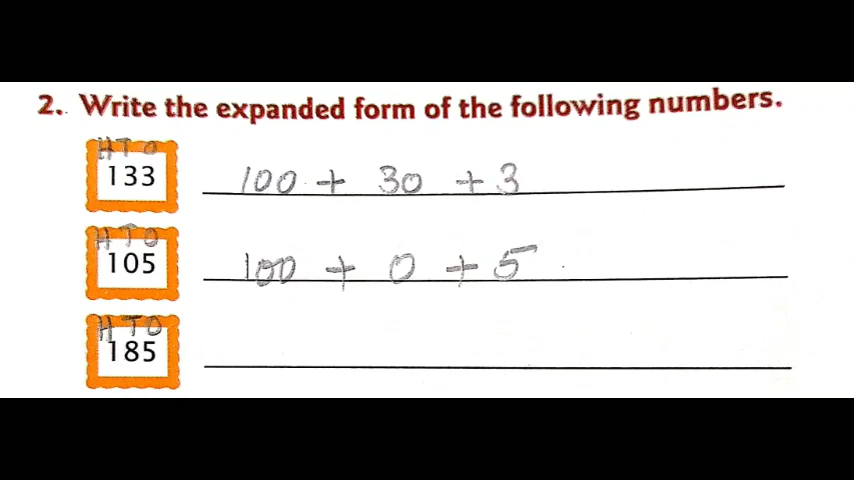 2. Write the expanded form of the following numbers.
H T O
133 100 + 30 + 3
H T O
105 100 + 0 + 5
H T O
185